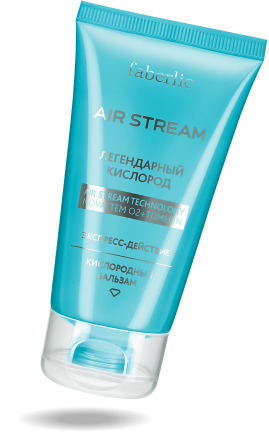 faberlic
AIR STREAM
ЛЕГЕНДАРНЫЙ
КИСЛОРОД
AIR STREAM TECHNOLOGY
ЭКСПРЕСС-ДЕЙСТВИЕ
КИСЛОРОДНЫЙ
БАЛЬЗАМ